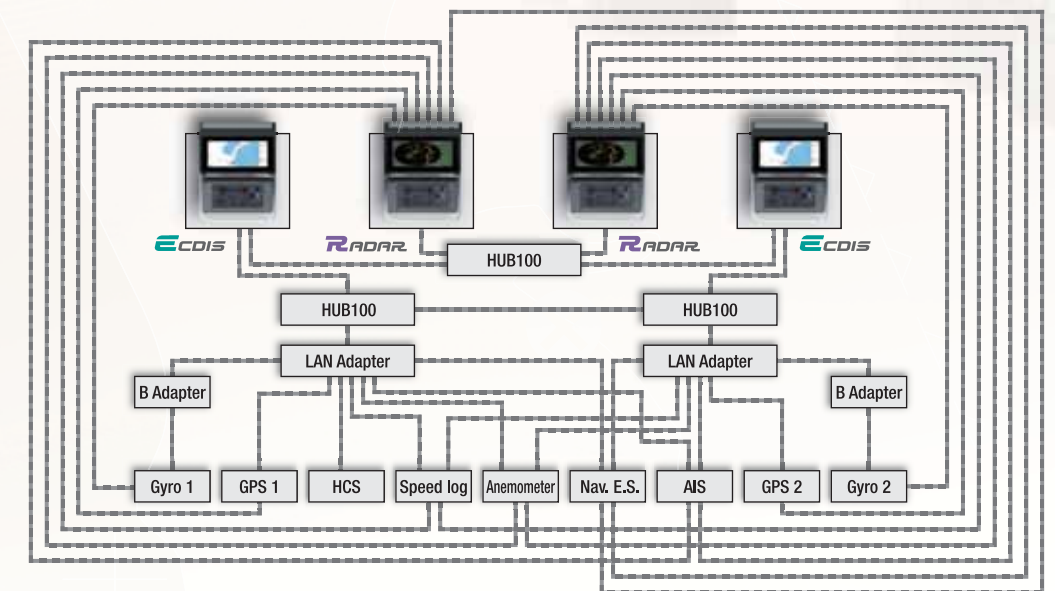 ECDIS
RADAR
RADAR
ECDIS
HUB100
HUB100
HUB100
LAN Adapter
LAN Adapter
B Adapter
B Adapter
Gyro 1
GPS 1
HCS
Speed log
Anemometer
Nav. E.S.
AIS
GPS 2
Gyro 2